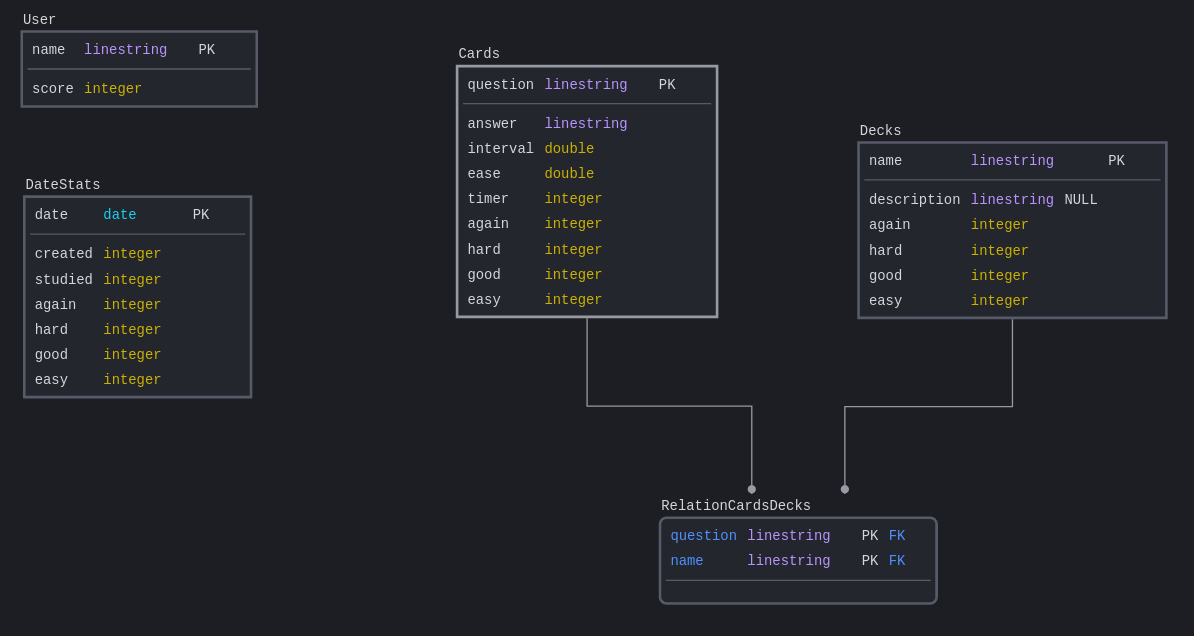 User
name linestring PK
score integer
DateStats
date date PK
created integer
studied integer
again integer
hard integer
good integer
easy integer
Cards
question linestring PK
answer linestring
interval double
ease double
timer integer
again integer
hard integer
good integer
easy integer
Decks
name linestring PK
description linestring NULL
again integer
hard integer
good integer
easy integer
RelationCardsDecks
question linestring PK FK
name linestring PK FK